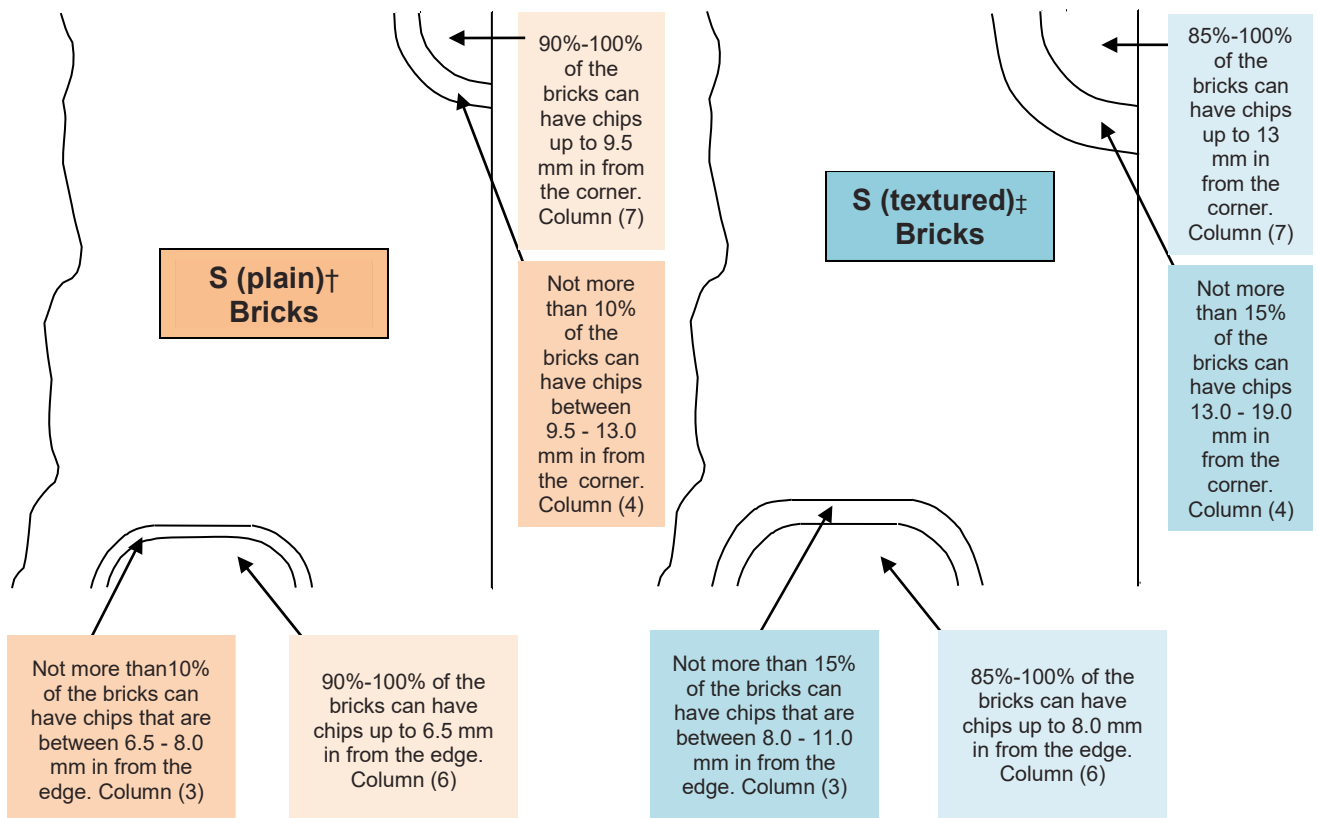 90%-100%
of the
bricks can
have chips
up to 9.5
mm in from
the corner.
Column (7)
S (plain)†
Bricks
Not more
than 10%
of the
bricks can
have chips
between
9.5 - 13.0
mm in from
the corner.
Column (4)
Not more than10%
of the bricks can
have chips that are
between 6.5 - 8.0
mm in from the
edge. Column (3)
90%-100% of the
bricks can have
chips up to 6.5 mm
in from the edge.
Column (6)
85%-100%
of the
bricks can
have chips
up to 13
mm in
from the
corner.
Column (7)
S (textured)‡
Bricks
Not more
than 15%
of the
bricks can
have chips
13.0 - 19.0
mm in
from the
corner.
Column (4)
Not more than 15%
of the bricks can
have chips that are
between 8.0 - 11.0
mm in from the
edge. Column (3)
85%-100% of the
bricks can have
chips up to 8.0 mm
in from the edge.
Column (6)